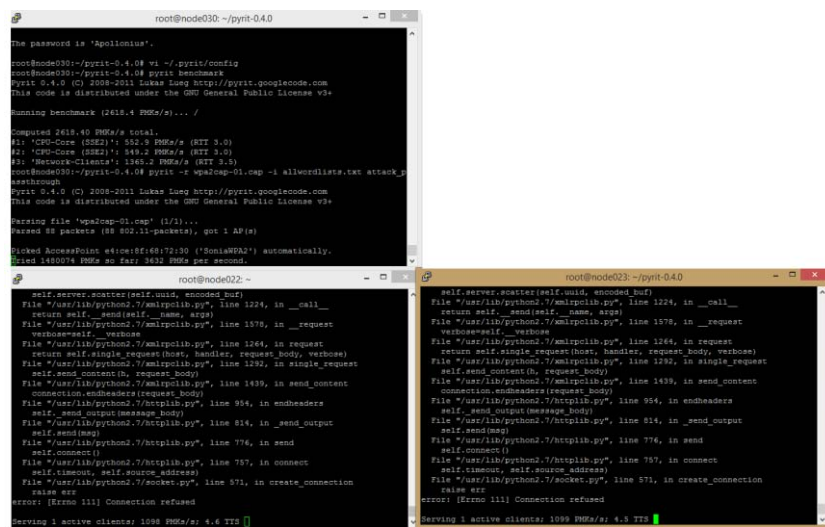 root@node030: ~/pyrit-0.4.0
The password is 'Apollonius'.
root@node030:~/pyrit-0.4.0# vi ~/.pyrit/config
root@node030:~/pyrit-0.4.0# pyrit benchmark
Pyrit 0.4.0 (C) 2008-2011 Lukas Lueg http://pyrit.googlecode.com
This code is distributed under the GNU General Public License v3+
Running benchmark (2618.4 PMKs/s)... /
Computed 2618.40 PMKs/s total.
#1: 'CPU-Core (SSE2)': 552.9 PMKs/s (RTT 3.0)
#2: 'CPU-Core (SSE2)': 549.2 PMKs/s (RTT 3.0)
#3: 'Network-Clients': 1365.2 PMKs/s (RTT 3.5)
root@node030:~/pyrit-0.4.0# pyrit -r wpa2cap-01.cap -i allwordlists.txt attack_p
assthrough
Pyrit 0.4.0 (C) 2008-2011 Lukas Lueg http://pyrit.googlecode.com
This code is distributed under the GNU General Public License v3+
Parsing file 'wpa2cap-01.cap' (1/1)...
Parsed 88 packets (88 802.11-packets), got 1 AP(s)
Picked AccessPoint e4:ce:8f:68:72:30 ('SoniaWPA2') automatically.
Tried 1480074 PMKs so far; 3632 PMKs per second.
root@node022: ~
self.server.scatter(self.uuid, encoded_buf)
File "/usr/lib/python2.7/xmlrpclib.py", line 1224, in __call__
return self.__send(self.__name, args)
File "/usr/lib/python2.7/xmlrpclib.py", line 1578, in __request
verbose=self.__verbose
File "/usr/lib/python2.7/xmlrpclib.py", line 1264, in request
return self.single_request(host, handler, request_body, verbose)
File "/usr/lib/python2.7/xmlrpclib.py", line 1292, in single_request
self.send_content(h, request_body)
File "/usr/lib/python2.7/xmlrpclib.py", line 1439, in send_content
connection.endheaders(request_body)
File "/usr/lib/python2.7/httplib.py", line 954, in endheaders
self._send_output(message_body)
File "/usr/lib/python2.7/httplib.py", line 814, in _send_output
self.send(msg)
File "/usr/lib/python2.7/httplib.py", line 776, in send
self.connect()
File "/usr/lib/python2.7/httplib.py", line 757, in connect
self.timeout, self.source_address)
File "/usr/lib/python2.7/socket.py", line 571, in create_connection
raise err
error: [Errno 111] Connection refused
Serving 1 active clients; 1098 PMKs/s; 4.6 TTS
root@node023: ~/pyrit-0.4.0
self.server.scatter(self.uuid, encoded_buf)
File "/usr/lib/python2.7/xmlrpclib.py", line 1224, in __call__
return self.__send(self.__name, args)
File "/usr/lib/python2.7/xmlrpclib.py", line 1578, in __request
verbose=self.__verbose
File "/usr/lib/python2.7/xmlrpclib.py", line 1264, in request
return self.single_request(host, handler, request_body, verbose)
File "/usr/lib/python2.7/xmlrpclib.py", line 1292, in single_request
self.send_content(h, request_body)
File "/usr/lib/python2.7/xmlrpclib.py", line 1439, in send_content
connection.endheaders(request_body)
File "/usr/lib/python2.7/httplib.py", line 954, in endheaders
self._send_output(message_body)
File "/usr/lib/python2.7/httplib.py", line 814, in _send_output
self.send(msg)
File "/usr/lib/python2.7/httplib.py", line 776, in send
self.connect()
File "/usr/lib/python2.7/httplib.py", line 757, in connect
self.timeout, self.source_address)
File "/usr/lib/python2.7/socket.py", line 571, in create_connection
raise err
error: [Errno 111] Connection refused
Serving 1 active clients; 1099 PMKs/s; 4.5 TTS